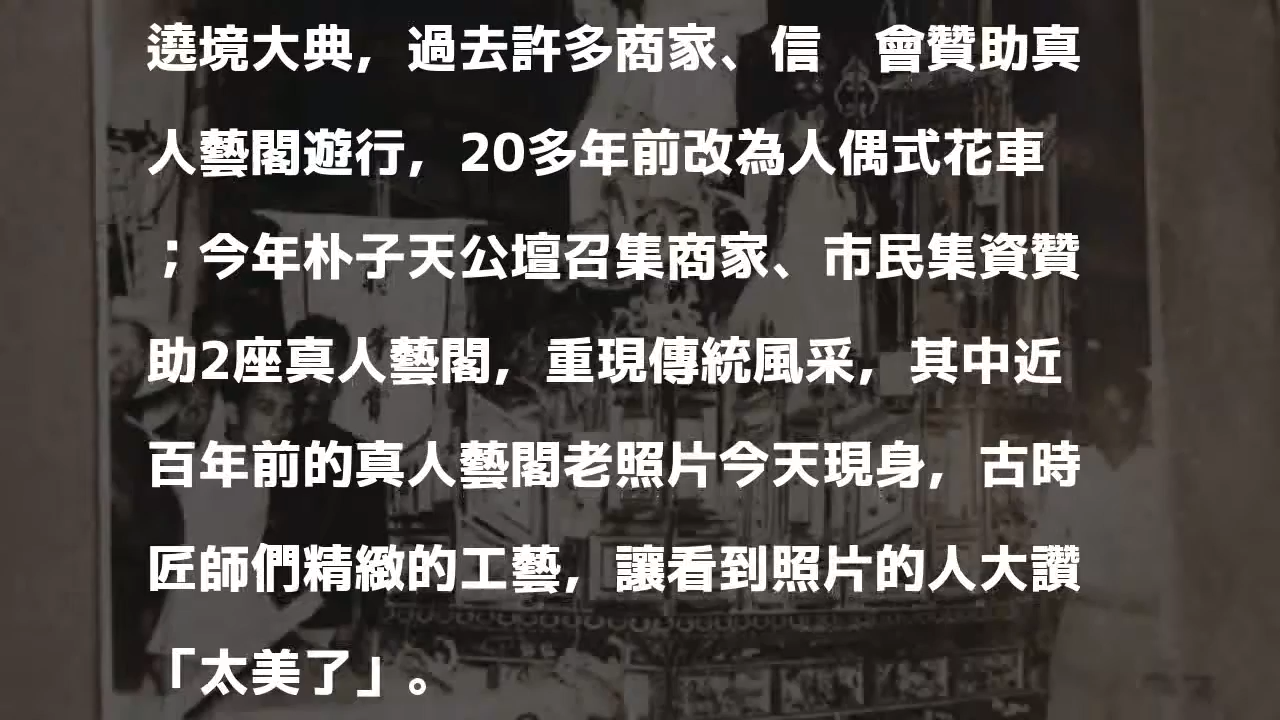 遶境大典，過去許多商家、信　會贊助真
人藝閣遊行，20多年前改為人偶式花車
；今年朴子天公壇召集商家、市民集資贊
助2座真人藝閣，重現傳統風采，其中近
百年前的真人藝閣老照片今天現身，古時
匠師們精緻的工藝，讓看到照片的人大讚
「太美了」。